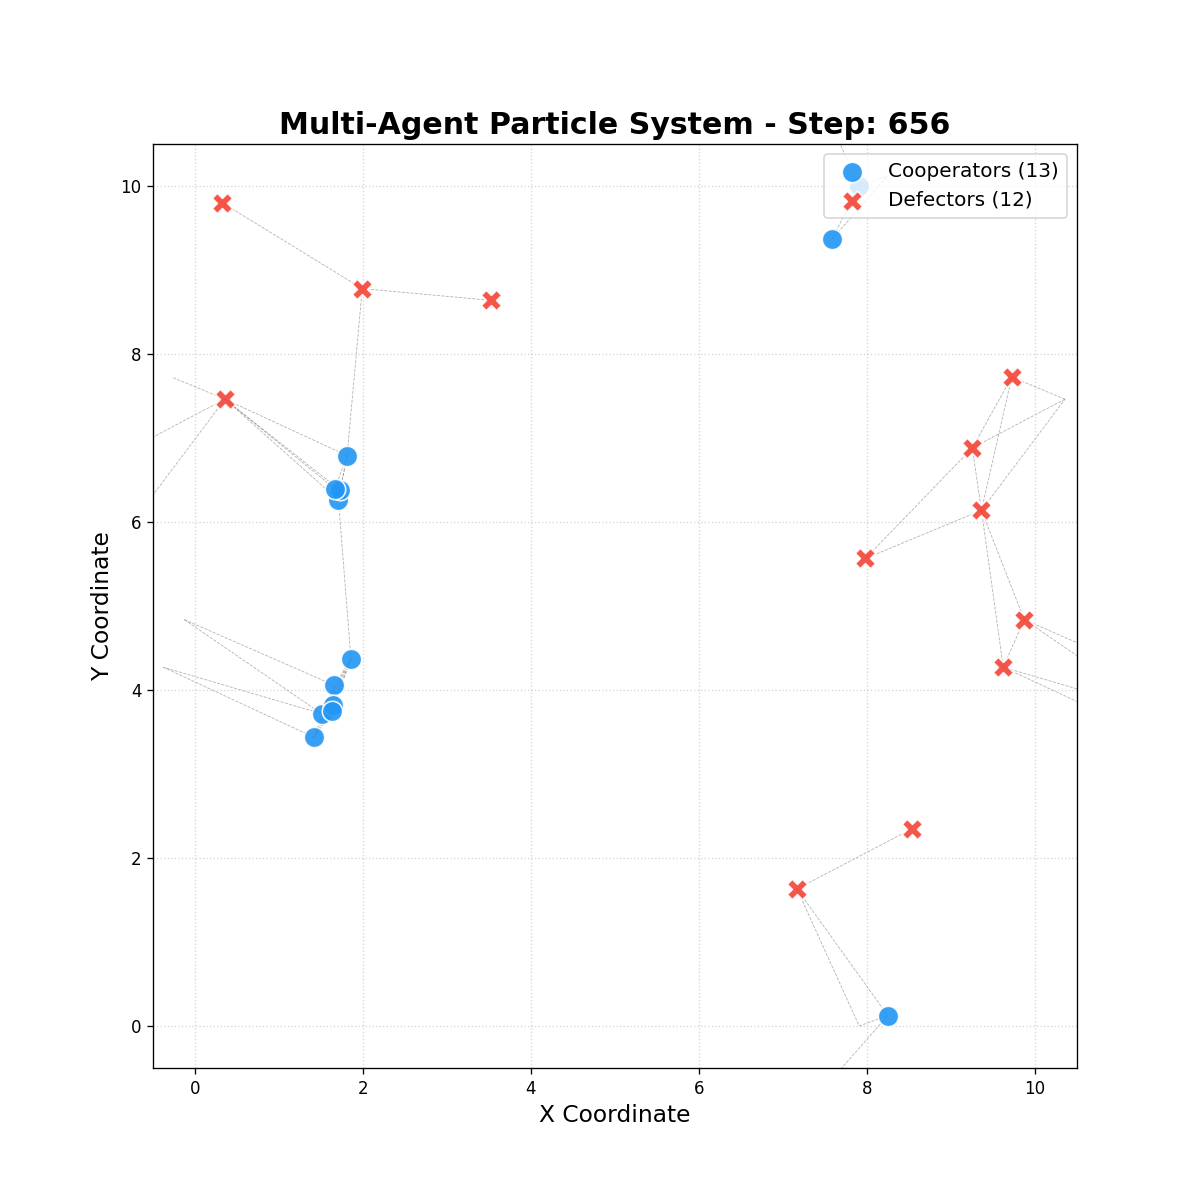 Multi-Agent Particle System - Step: 656
Cooperators (13)
Defectors (12)
Y Coordinate
10
8
6
4
2
0
0 2 4 6 8 10
X Coordinate